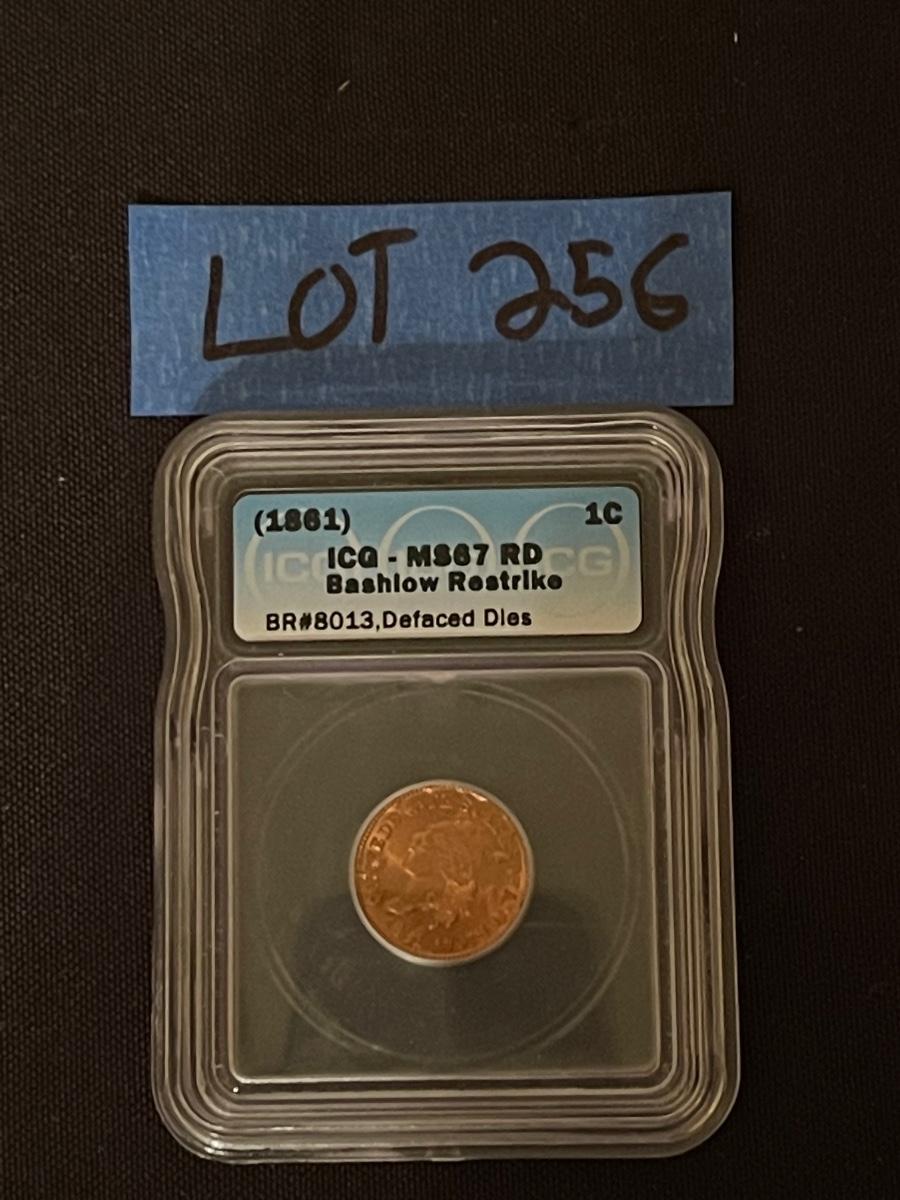 LOT 256
(1861) 1C
ICG - MS67 RD
Bashlow Restrike
BR#8013,Defaced Dies